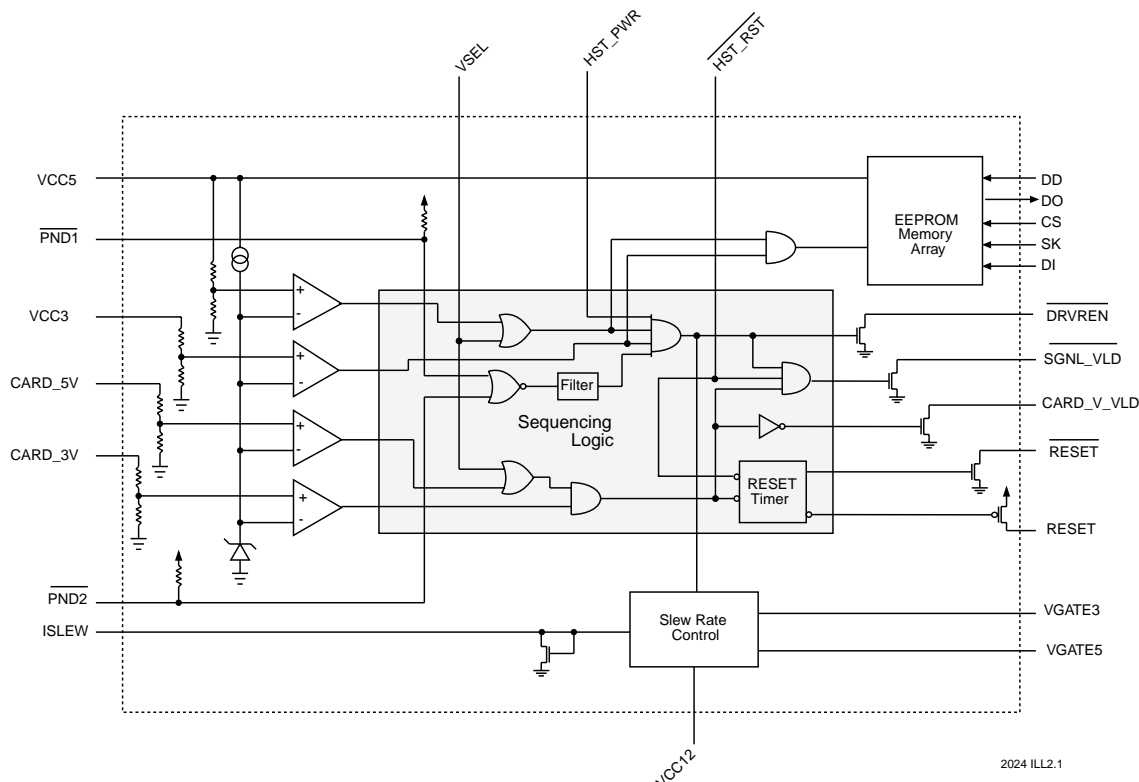 VSEL
HST_PWR
HST_RST
VCC5
PND1
VCC3
CARD_5V
CARD_3V
PND2
ISLEW
+
-
+
-
+
-
+
-
Filter
Sequencing
Logic
RESET
Timer
EEPROM
Memory
Array
DD
DO
CS
SK
DI
DRVREN
SGNL_VLD
CARD_V_VLD
RESET
RESET
Slew Rate
Control
VGATE3
VGATE5
VCC12
2024 ILL2.1